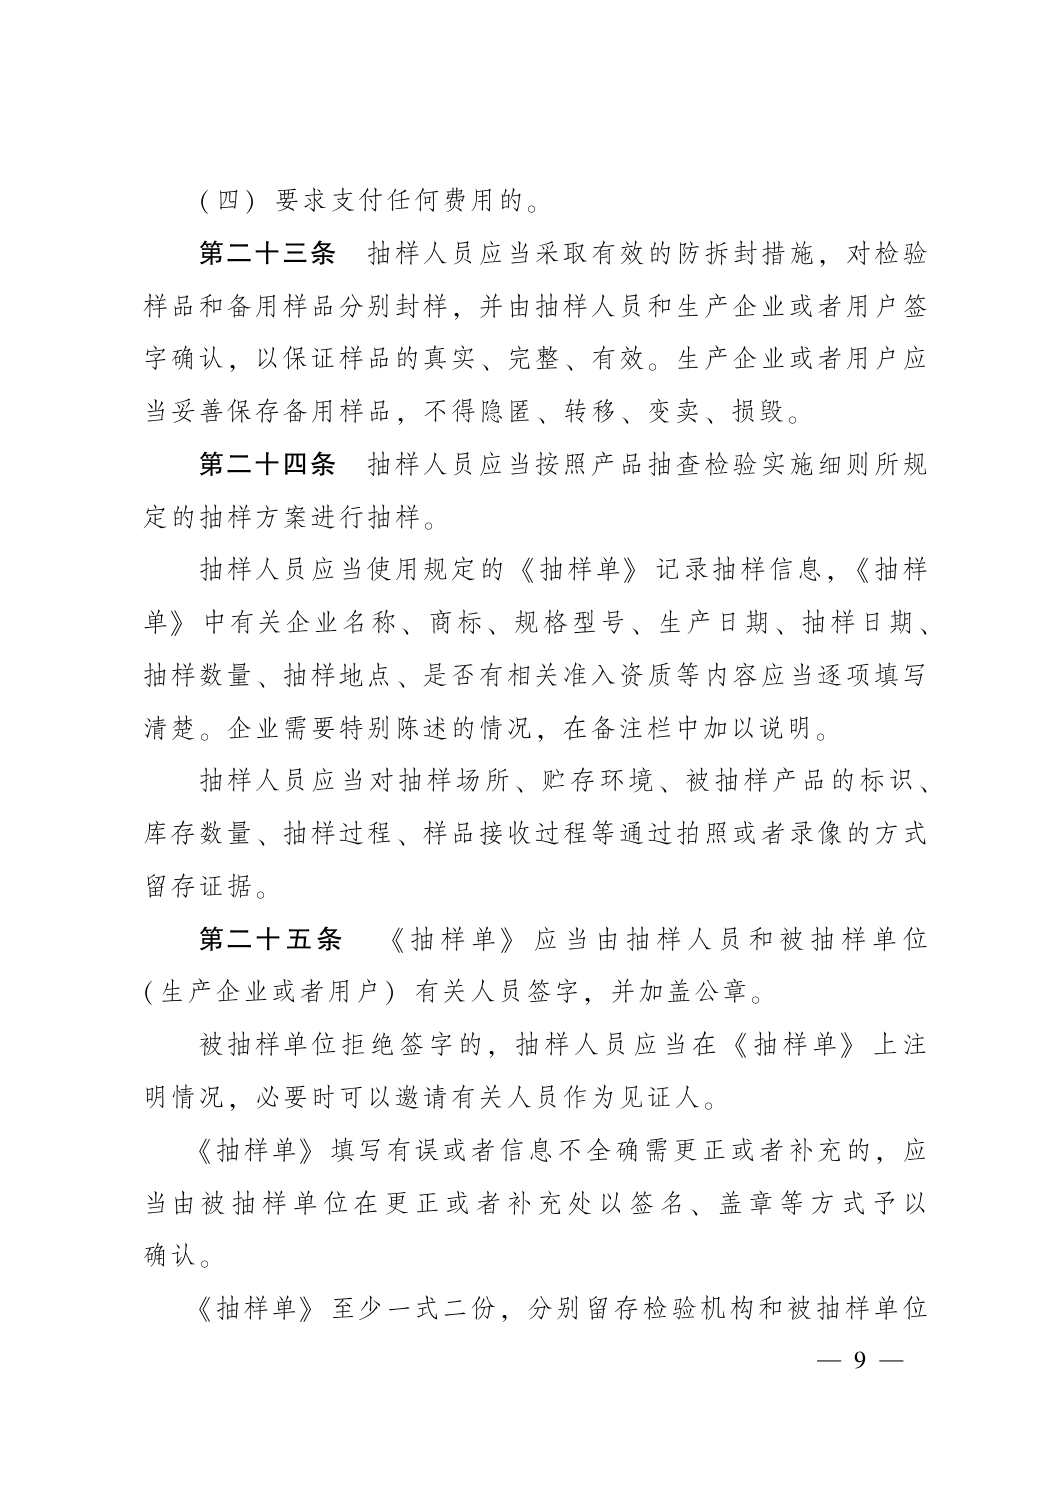 (四) 要求支付任何费用的。
第二十三条　抽样人员应当采取有效的防拆封措施，对检验
样品和备用样品分别封样，并由抽样人员和生产企业或者用户签
字确认，以保证样品的真实、完整、有效。生产企业或者用户应
当妥善保存备用样品，不得隐匿、转移、变卖、损毁。
第二十四条　抽样人员应当按照产品抽查检验实施细则所规
定的抽样方案进行抽样。
抽样人员应当使用规定的《抽样单》记录抽样信息，《抽样
单》中有关企业名称、商标、规格型号、生产日期、抽样日期、
抽样数量、抽样地点、是否有相关准入资质等内容应当逐项填写
清楚。企业需要特别陈述的情况，在备注栏中加以说明。
抽样人员应当对抽样场所、贮存环境、被抽样产品的标识、
库存数量、抽样过程、样品接收过程等通过拍照或者录像的方式
留存证据。
第二十五条　《抽样单》应当由抽样人员和被抽样单位
(生产企业或者用户) 有关人员签字，并加盖公章。
被抽样单位拒绝签字的，抽样人员应当在《抽样单》上注
明情况，必要时可以邀请有关人员作为见证人。
《抽样单》填写有误或者信息不全确需更正或者补充的，应
当由被抽样单位在更正或者补充处以签名、盖章等方式予以
确认。
《抽样单》至少一式二份，分别留存检验机构和被抽样单位
— 9 —